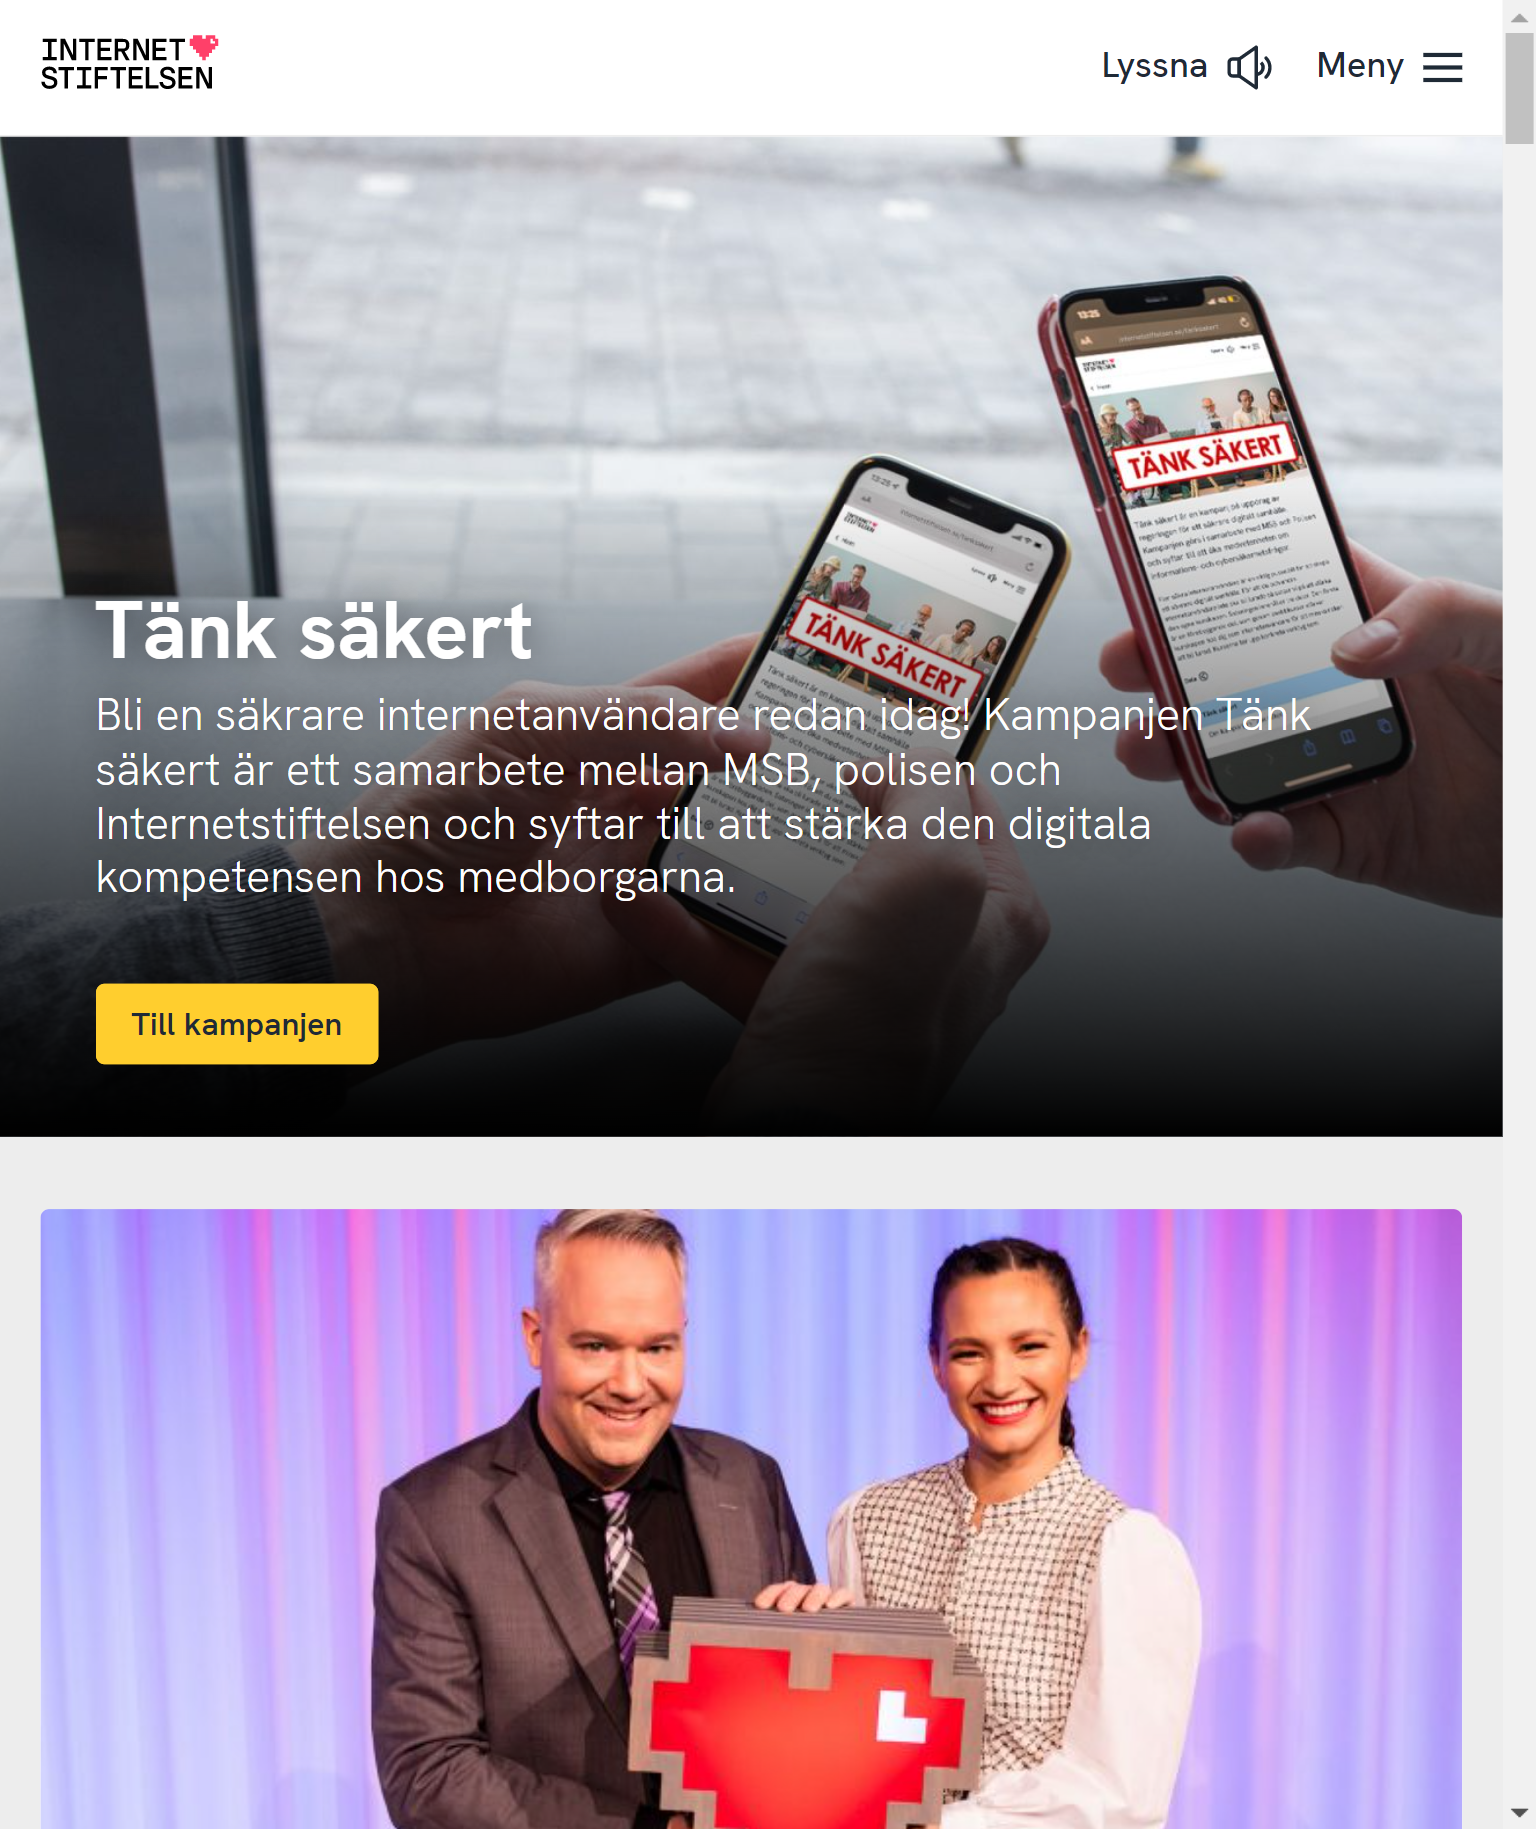 INTERNET
STIFTELSEN
Lyssna
Meny
TÄNK SÄKERT
TÄNK SÄKERT
Tänk säkert
Bli en säkrare internetanvändare redan idag! Kampanjen Tänk
säkert är ett samarbete mellan MSB, polisen och
Internetstiftelsen och syftar till att stärka den digitala
kompetensen hos medborgarna.
Till kampanjen